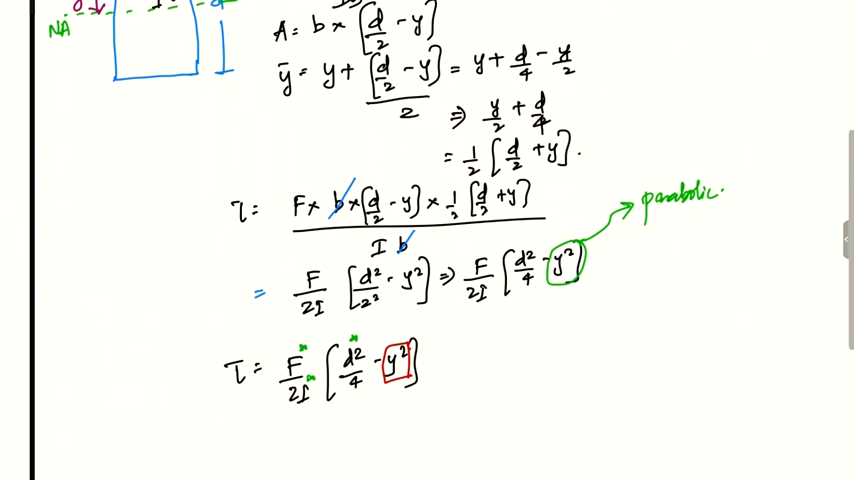 NA
A = b × [d/2 - y]
ȳ = y + [d/2 - y]/2 = y + d/4 - y/2
⇒ y/2 + d/4
= 1/2 [d/2 + y].
τ = F × b × [d/2 - y] × 1/2 [d/2 + y] / I b
= F/2I [d²/2² - y²] ⇒ F/2I [d²/4 - y²]
parabolic.
τ = F/2I [d²/4 - y²]